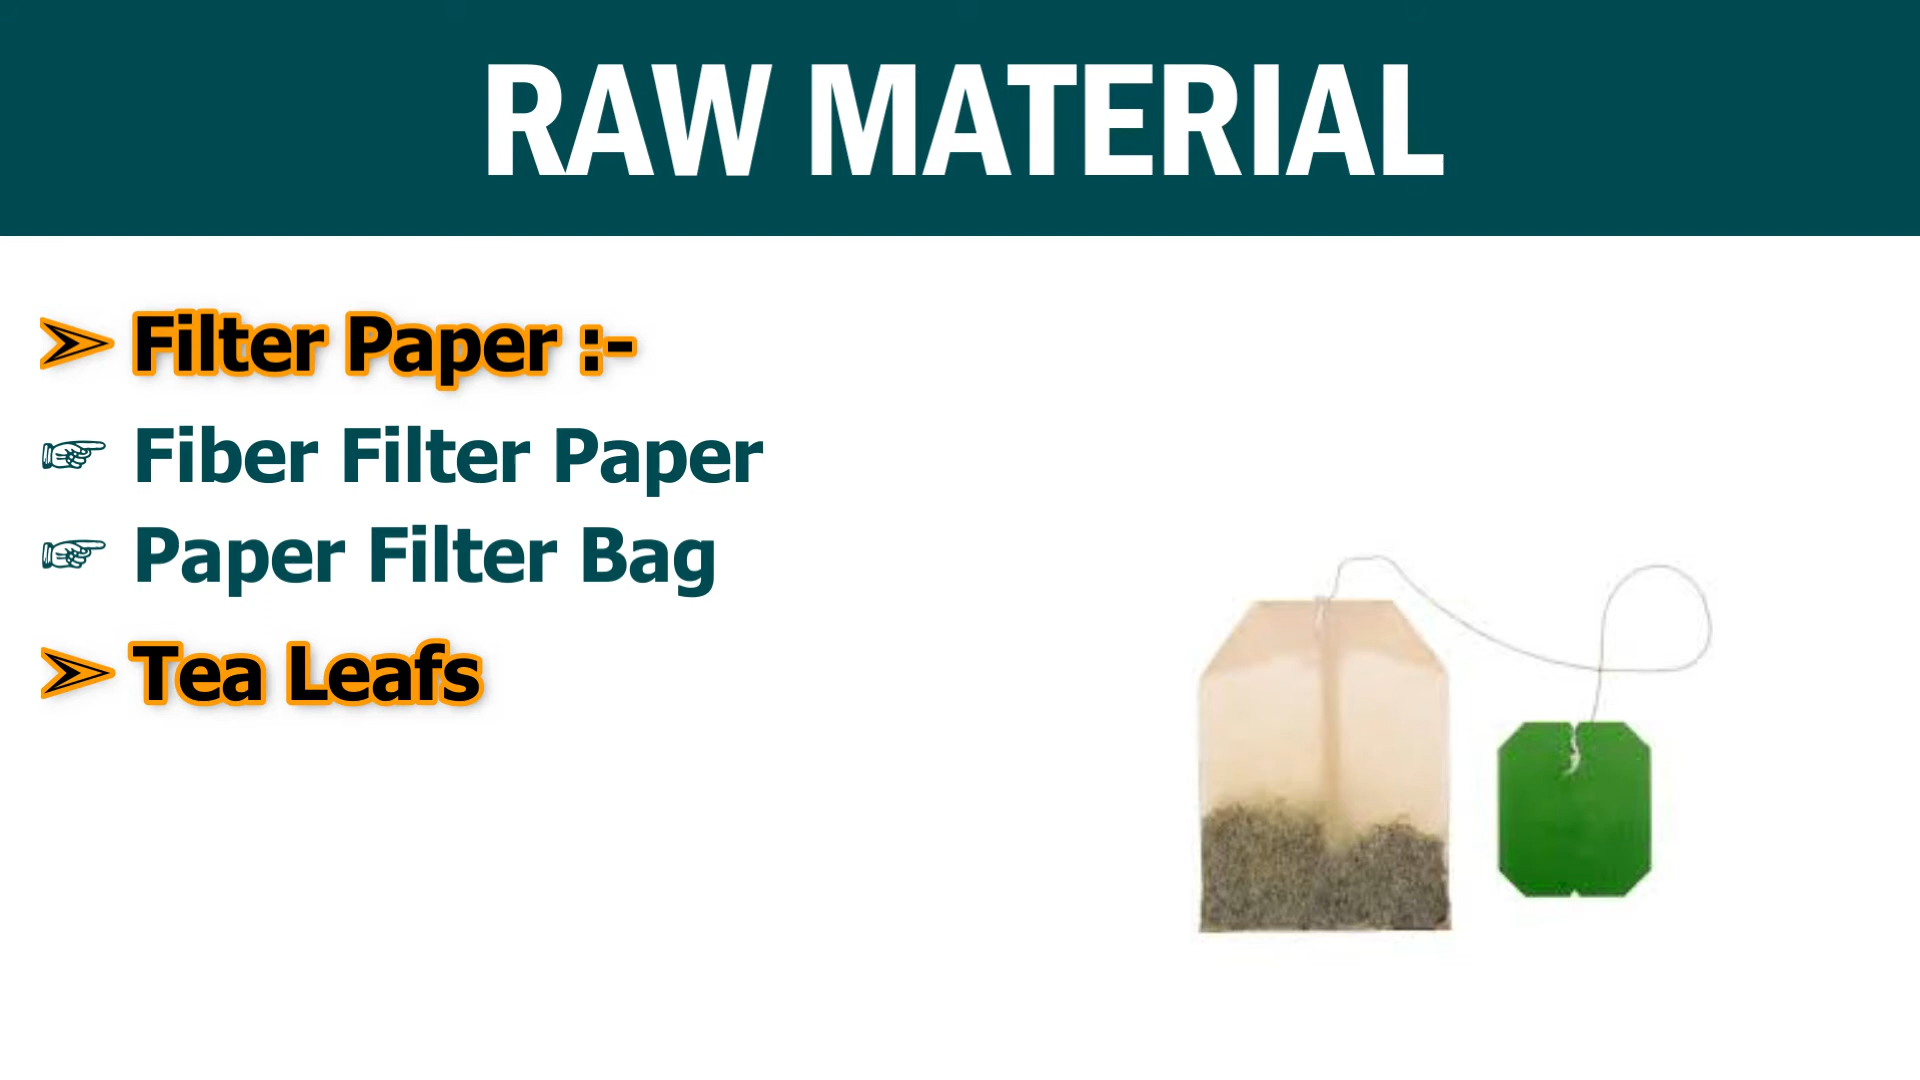 RAW MATERIAL
➢ Filter Paper :-
☞ Fiber Filter Paper
☞ Paper Filter Bag
➢ Tea Leafs